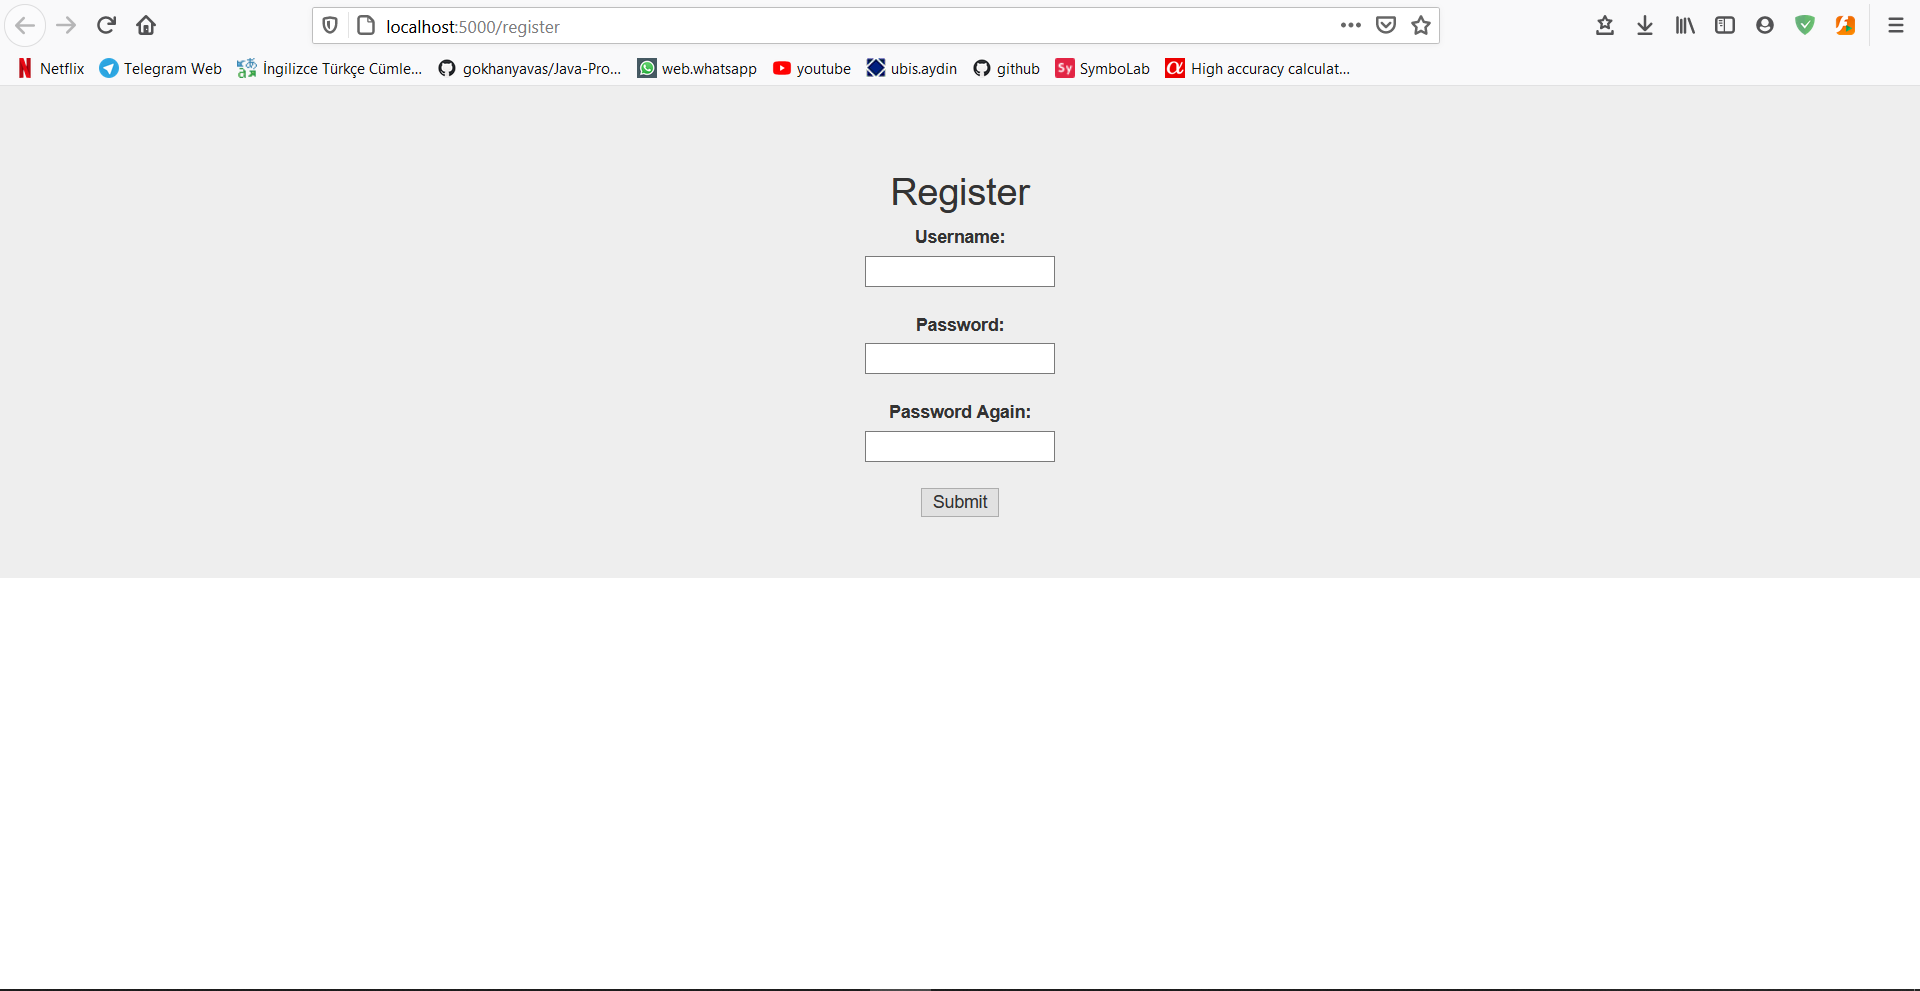 localhost:5000/register
Netflix Telegram Web İngilizce Türkçe Cümle... gokhanyavas/Java-Pro... web.whatsapp youtube ubis.aydin github Sy SymboLab High accuracy calculat...
Register
Username:
Password:
Password Again:
Submit